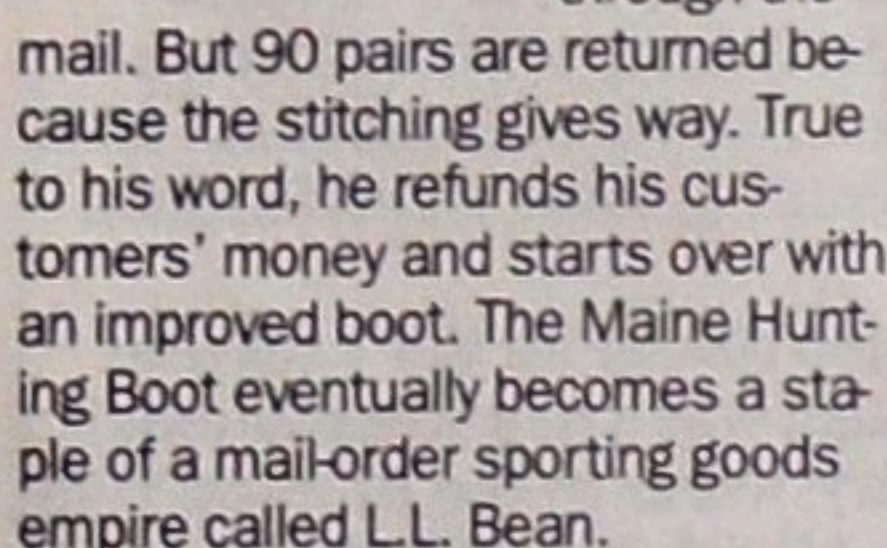 mail. But 90 pairs are returned be-
cause the stitching gives way. True
to his word, he refunds his cus-
tomers' money and starts over with
an improved boot. The Maine Hunt-
ing Boot eventually becomes a sta-
ple of a mail-order sporting goods
empire called L.L. Bean.